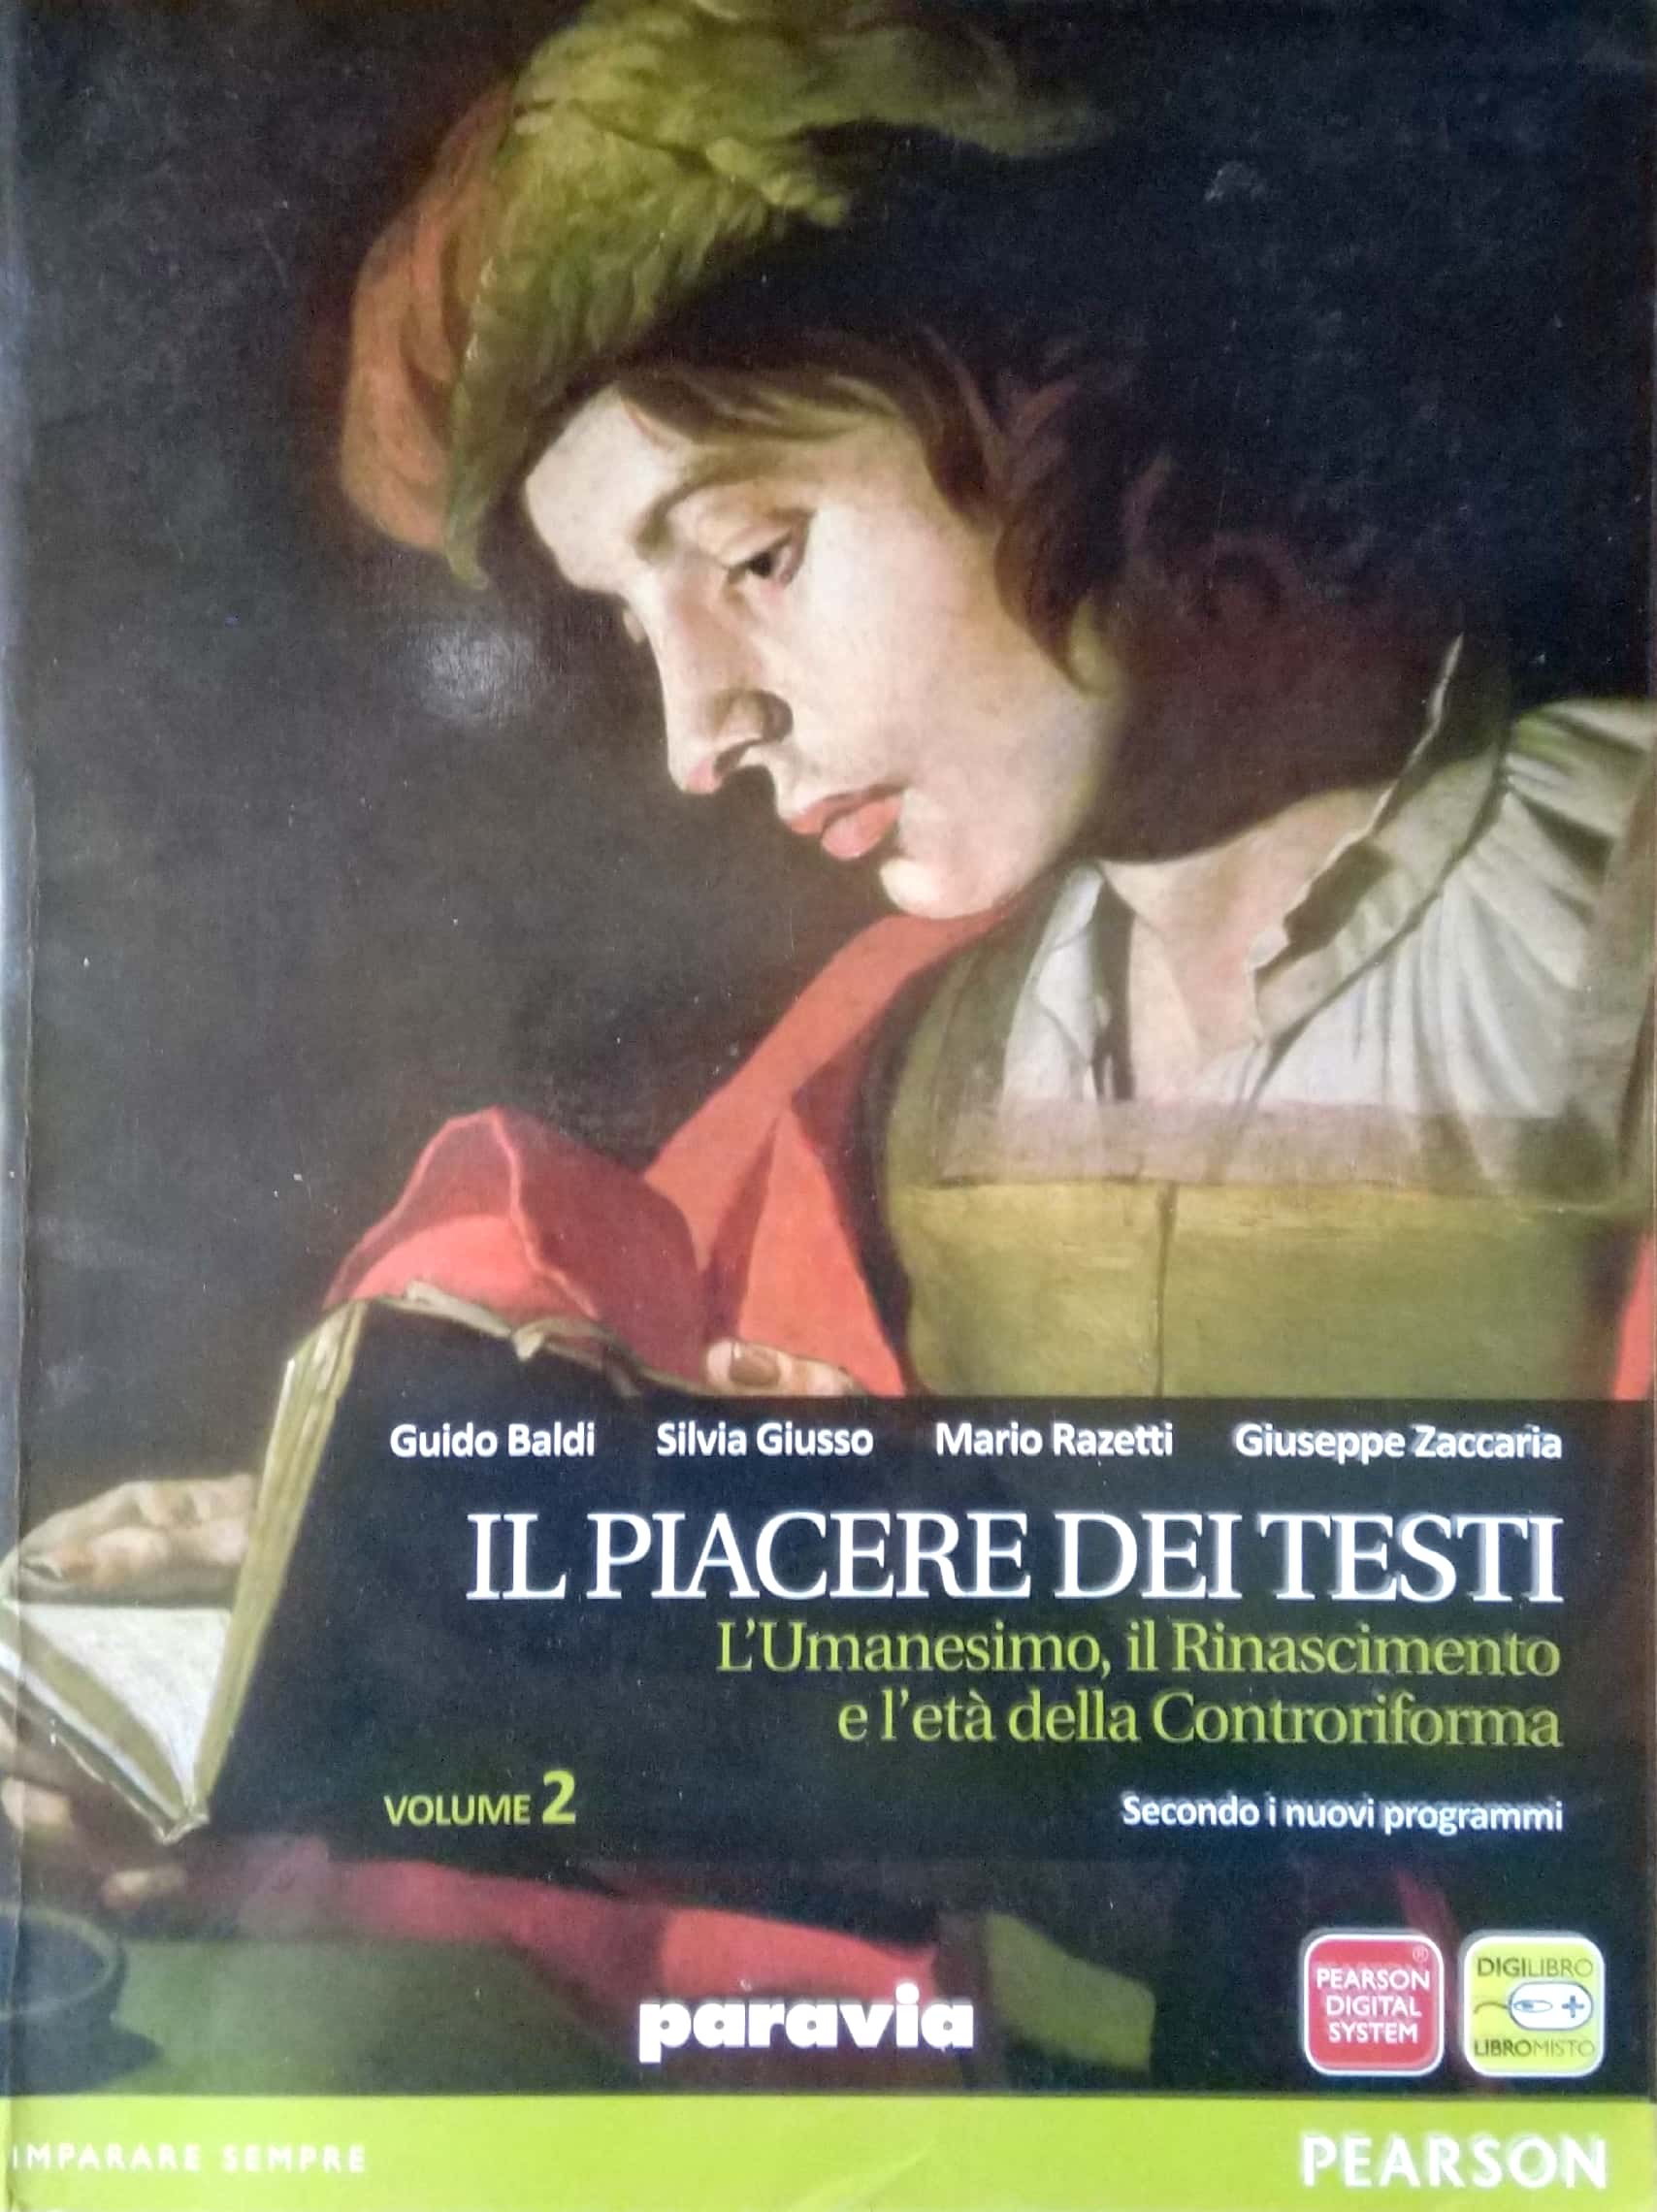 Guido Baldi Silvia Giusso Mario Razetti Giuseppe Zaccaria
IL PIACERE DEI TESTI
L'Umanesimo, il Rinascimento
e l'età della Controriforma
VOLUME 2
Secondo i nuovi programmi
paravia
PEARSON
DIGITAL
SYSTEM
®
DIGILIBRO
LIBROMISTO
IMPARARE SEMPRE
PEARSON